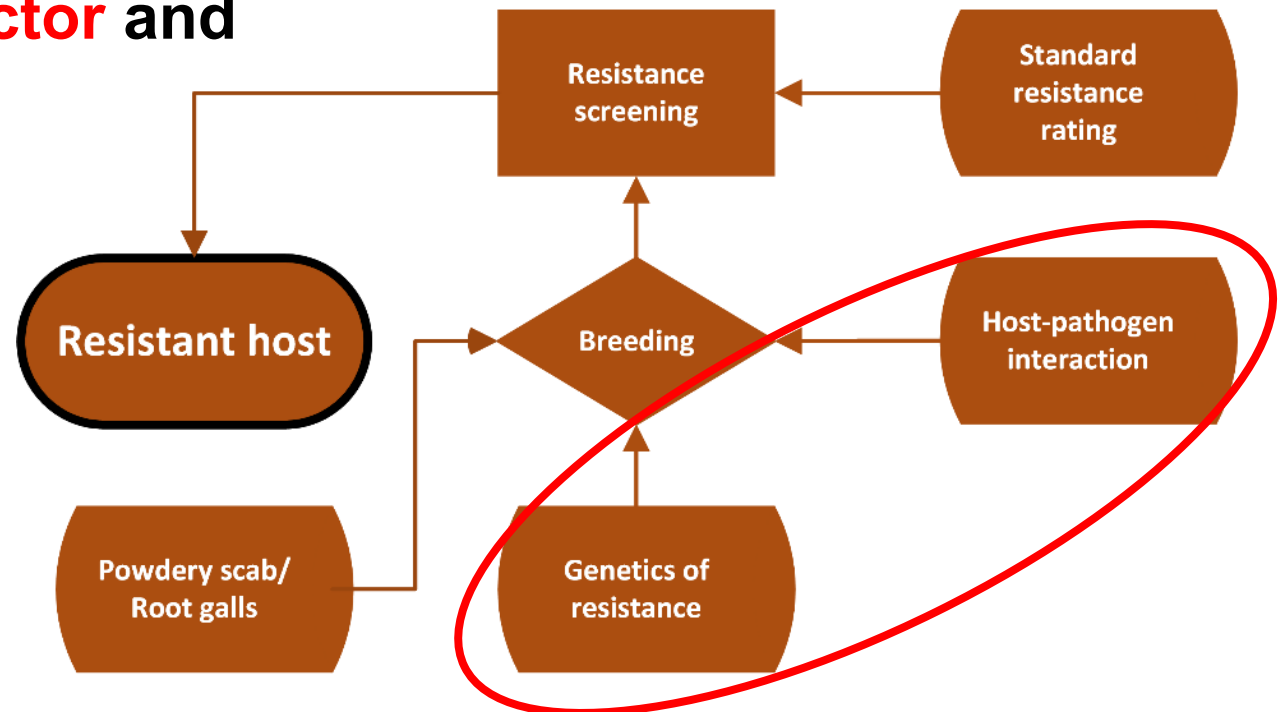 ctor and
Resistance
screening
Standard
resistance
rating
Resistant host
Breeding
Host-pathogen
interaction
Powdery scab/
Root galls
Genetics of
resistance